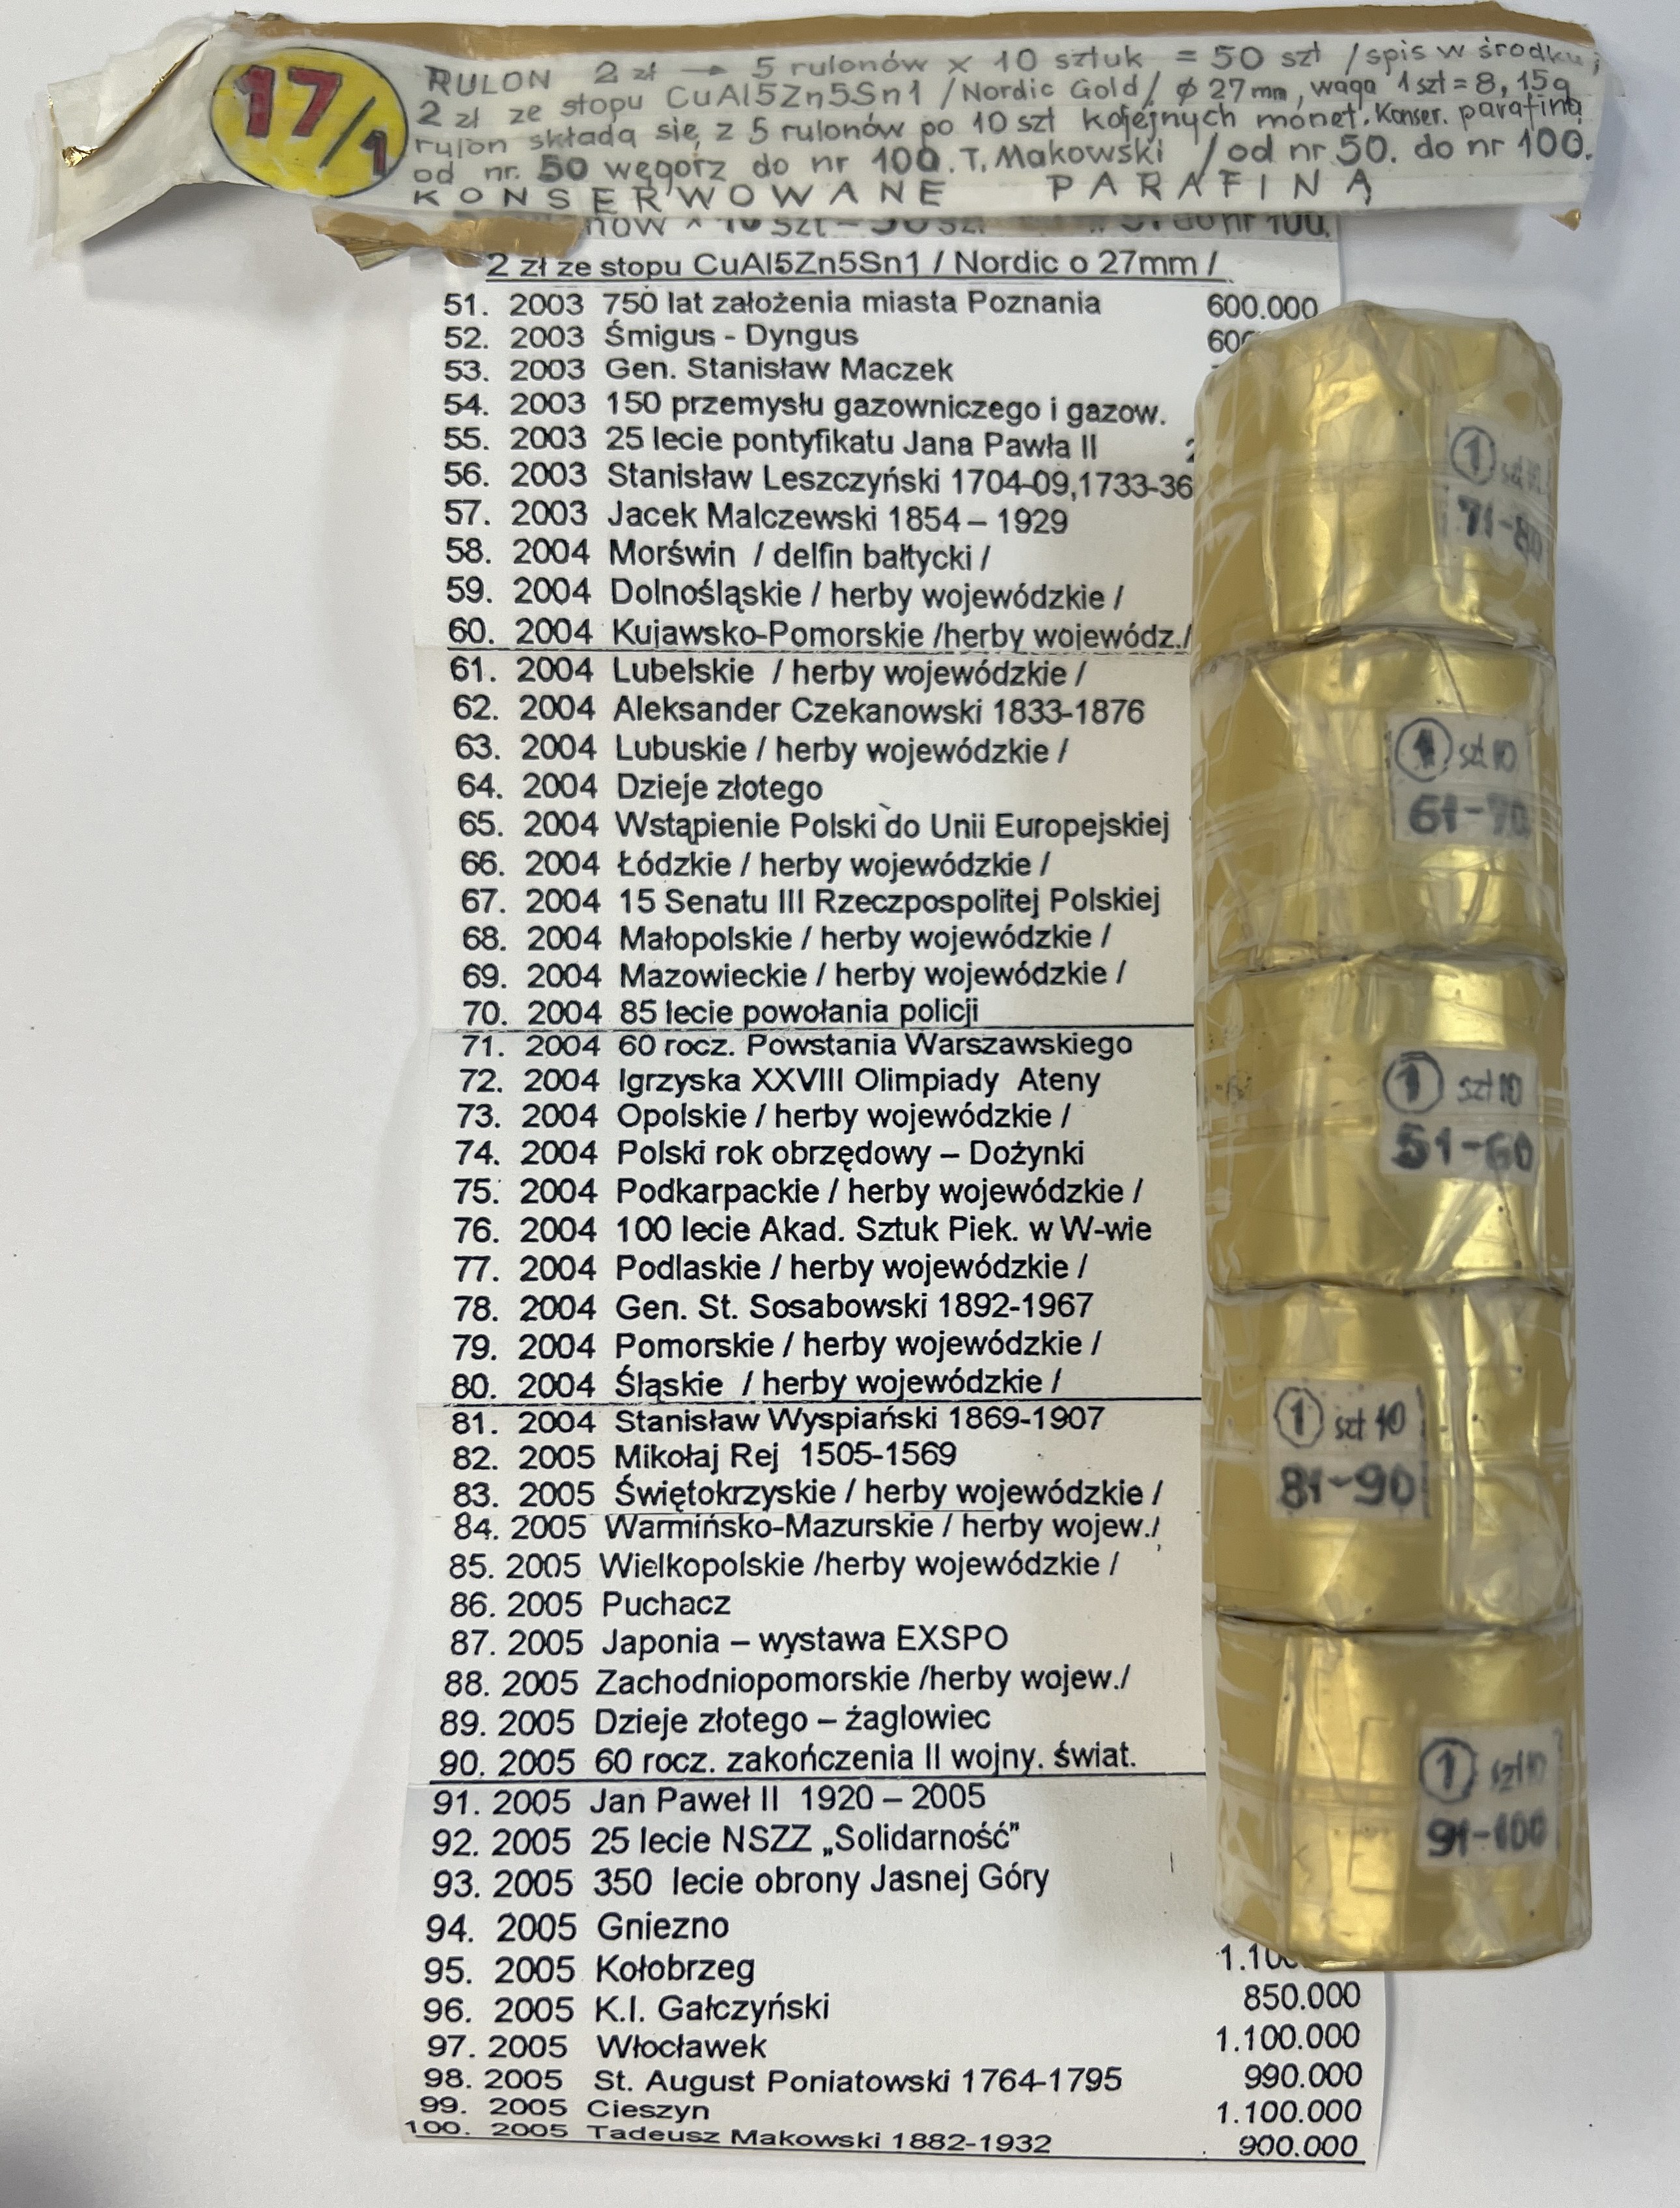 17/1
RULON 2 zł → 5 rulonów x 10 sztuk = 50 szt /spis w środku;
2 zł ze stopu CuAl5Zn5Sn1 /Nordic Gold/ ϕ 27mm, waga 1 szt = 8,15g
rulon składa się z 5 rulonów po 10 szt kolejnych monet. Konser. parafiną
od nr. 50 węgorz do nr 100. T. Makowski /od nr 50. do nr 100.
KONSERWOWANE PARAFINĄ
do nr 100.
2 zł ze stopu CuAl5Zn5Sn1 / Nordic o 27mm /
51. 2003 750 lat założenia miasta Poznania 600.000
52. 2003 Śmigus - Dyngus
53. 2003 Gen. Stanisław Maczek
54. 2003 150 przemysłu gazowniczego i gazow.
55. 2003 25 lecie pontyfikatu Jana Pawła II
56. 2003 Stanisław Leszczyński 1704-09,1733-36
57. 2003 Jacek Malczewski 1854 – 1929
58. 2004 Morświn / delfin bałtycki /
59. 2004 Dolnośląskie / herby wojewódzkie /
60. 2004 Kujawsko-Pomorskie /herby wojewódz./
61. 2004 Lubelskie / herby wojewódzkie /
62. 2004 Aleksander Czekanowski 1833-1876
63. 2004 Lubuskie / herby wojewódzkie /
64. 2004 Dzieje złotego
65. 2004 Wstąpienie Polski do Unii Europejskiej
66. 2004 Łódzkie / herby wojewódzkie /
67. 2004 15 Senatu III Rzeczpospolitej Polskiej
68. 2004 Małopolskie / herby wojewódzkie /
69. 2004 Mazowieckie / herby wojewódzkie /
70. 2004 85 lecie powołania policji
71. 2004 60 rocz. Powstania Warszawskiego
72. 2004 Igrzyska XXVIII Olimpiady Ateny
73. 2004 Opolskie / herby wojewódzkie /
74. 2004 Polski rok obrzędowy – Dożynki
75. 2004 Podkarpackie / herby wojewódzkie /
76. 2004 100 lecie Akad. Sztuk Piek. w W-wie
77. 2004 Podlaskie / herby wojewódzkie /
78. 2004 Gen. St. Sosabowski 1892-1967
79. 2004 Pomorskie / herby wojewódzkie /
80. 2004 Śląskie / herby wojewódzkie /
81. 2004 Stanisław Wyspiański 1869-1907
82. 2005 Mikołaj Rej 1505-1569
83. 2005 Świętokrzyskie / herby wojewódzkie /
84. 2005 Warmińsko-Mazurskie / herby wojew./
85. 2005 Wielkopolskie /herby wojewódzkie /
86. 2005 Puchacz
87. 2005 Japonia – wystawa EXSPO
88. 2005 Zachodniopomorskie /herby wojew./
89. 2005 Dzieje złotego – żaglowiec
90. 2005 60 rocz. zakończenia II wojny. świat.
91. 2005 Jan Paweł II 1920 – 2005
92. 2005 25 lecie NSZZ „Solidarność”
93. 2005 350 lecie obrony Jasnej Góry
94. 2005 Gniezno
95. 2005 Kołobrzeg
96. 2005 K.I. Gałczyński 850.000
97. 2005 Włocławek 1.100.000
98. 2005 St. August Poniatowski 1764-1795 990.000
99. 2005 Cieszyn 1.100.000
100. 2005 Tadeusz Makowski 1882-1932 900.000
1 szt 10
71-80
1 szt 10
61-70
1 szt 10
51-60
1 szt 10
81-90
1 szt 10
91-100